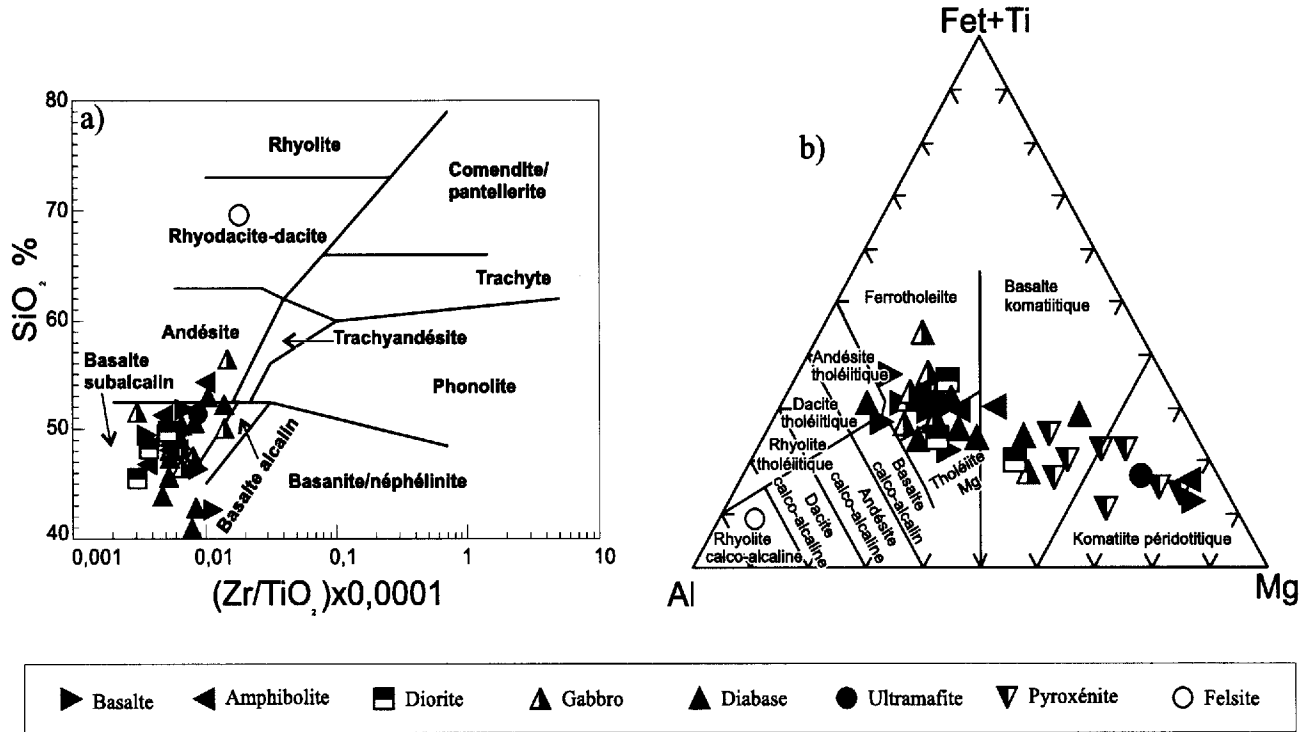 a)
SiO₂ %
80
70
60
50
40
0,001
0,01
0,1
1
10
(Zr/TiO₂)x0,0001
Rhyolite
Comendite/
pantellerite
Rhyodacite-dacite
Trachyte
Andésite
Trachyandésite
Basalte
subalcalin
Phonolite
Basalte alcalin
Basanite/néphélinite
b)
Fet+Ti
Al
Mg
Ferrotholeiite
Basalte
komatiitique
Andésite
tholéiitique
Dacite
tholéiitique
Rhyolite
tholéiitique
Tholéiite
Mg
Basalte
calco-alcalin
Andésite
calco-alcaline
Dacite
calco-alcaline
Rhyolite
calco-alcaline
Komatiite péridotitique
Basalte
Amphibolite
Diorite
Gabbro
Diabase
Ultramafite
Pyroxénite
Felsite